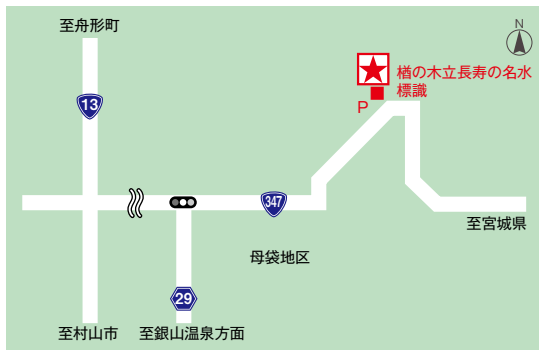 至舟形町
N
13
楢の木立長寿の名水
標識
P
347
至宮城県
母袋地区
29
至村山市
至銀山温泉方面